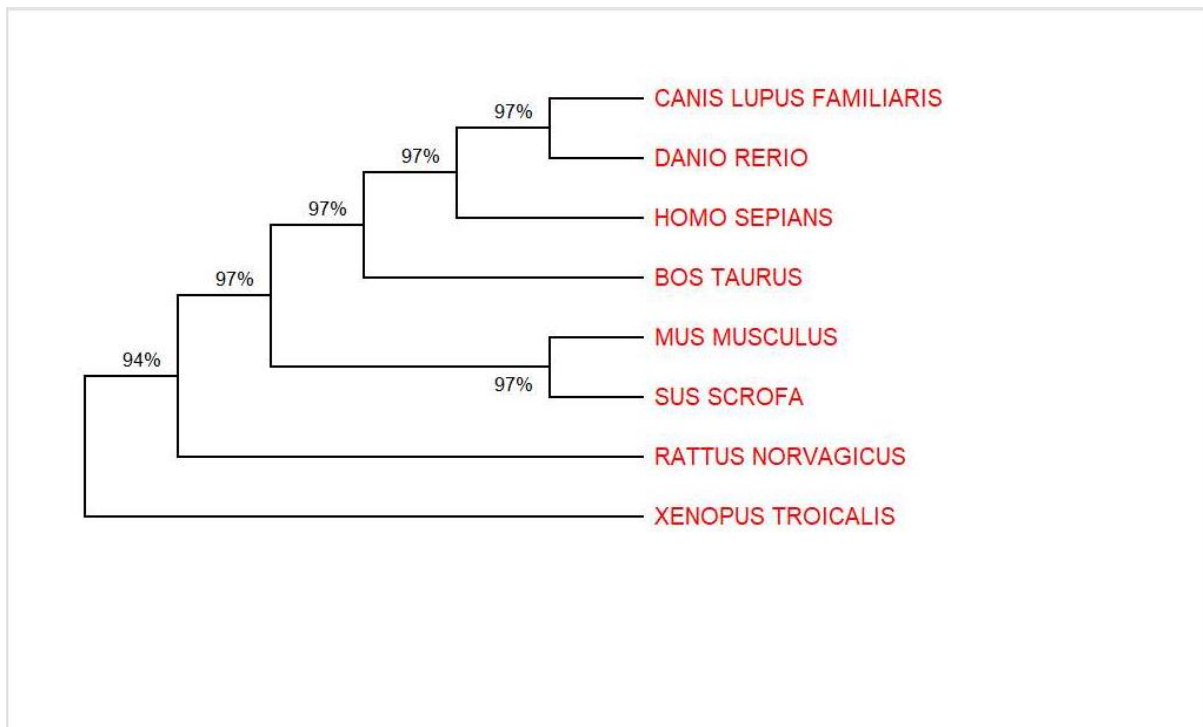 97%
CANIS LUPUS FAMILIARIS
97%
DANIO RERIO
97%
HOMO SEPIANS
97%
BOS TAURUS
MUS MUSCULUS
94%
97%
SUS SCROFA
RATTUS NORVAGICUS
XENOPUS TROICALIS